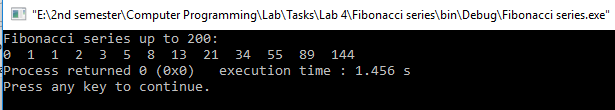 "E:\2nd semester\Computer Programming\Lab\Tasks\Lab 4\Fibonacci series\bin\Debug\Fibonacci series.exe"
Fibonacci series up to 200:
0  1  1  2  3  5  8  13  21  34  55  89  144
Process returned 0 (0x0)   execution time : 1.456 s
Press any key to continue.